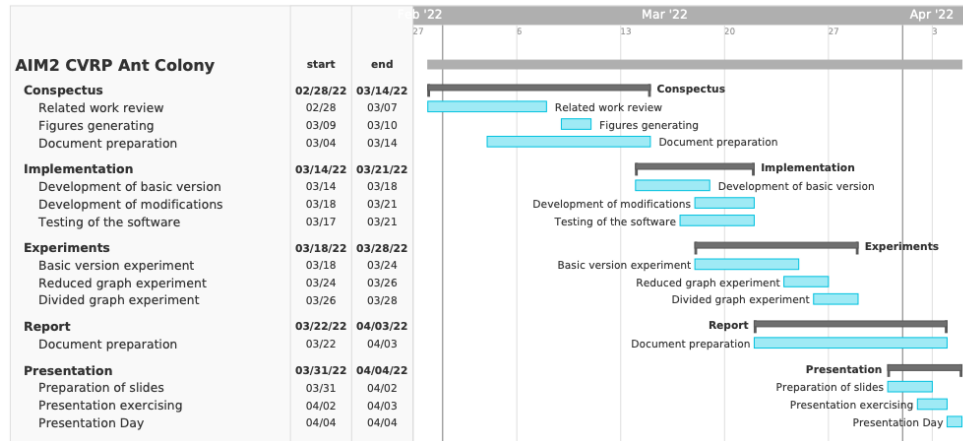 Feb '22 Mar '22 Apr '22
27 6 13 20 27 3
AIM2 CVRP Ant Colony start end
Conspectus 02/28/22 03/14/22 Conspectus
Related work review 02/28 03/07 Related work review
Figures generating 03/09 03/10 Figures generating
Document preparation 03/04 03/14 Document preparation
Implementation 03/14/22 03/21/22 Implementation
Development of basic version 03/14 03/18 Development of basic version
Development of modifications 03/18 03/21 Development of modifications
Testing of the software 03/17 03/21 Testing of the software
Experiments 03/18/22 03/28/22 Experiments
Basic version experiment 03/18 03/24 Basic version experiment
Reduced graph experiment 03/24 03/26 Reduced graph experiment
Divided graph experiment 03/26 03/28 Divided graph experiment
Report 03/22/22 04/03/22 Report
Document preparation 03/22 04/03 Document preparation
Presentation 03/31/22 04/04/22 Presentation
Preparation of slides 03/31 04/02 Preparation of slides
Presentation exercising 04/02 04/03 Presentation exercising
Presentation Day 04/04 04/04 Presentation Day